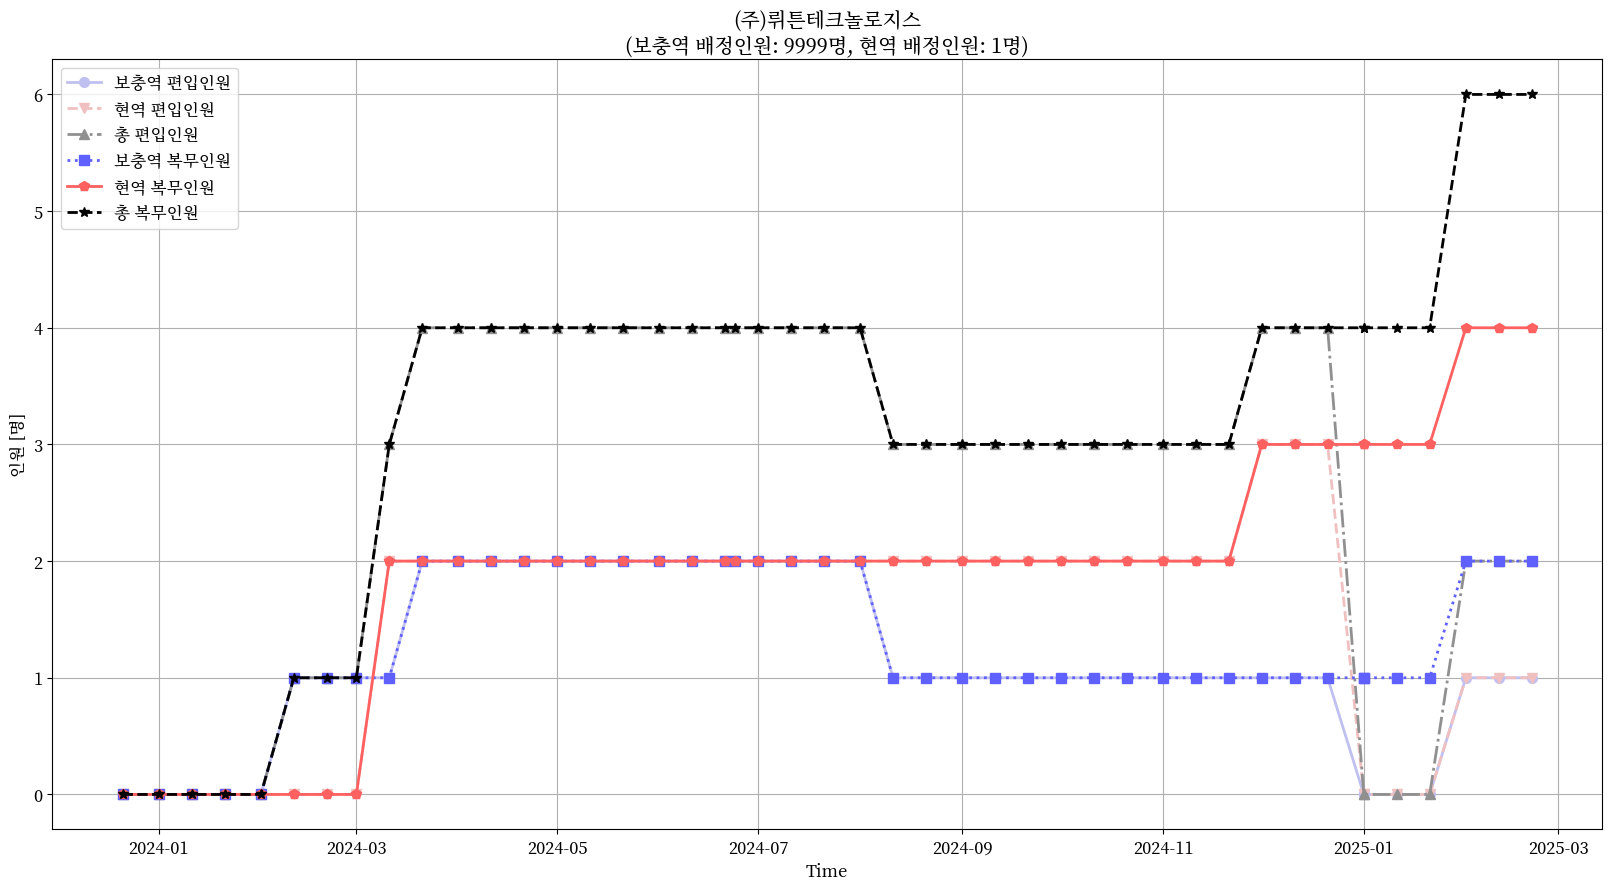 (주)뤼튼테크놀로지스
(보충역 배정인원: 9999명, 현역 배정인원: 1명)
보충역 편입인원
현역 편입인원
총 편입인원
보충역 복무인원
현역 복무인원
총 복무인원
6
5
4
3
2
1
0
인원 [명]
2024-01
2024-03
2024-05
2024-07
2024-09
2024-11
2025-01
2025-03
Time